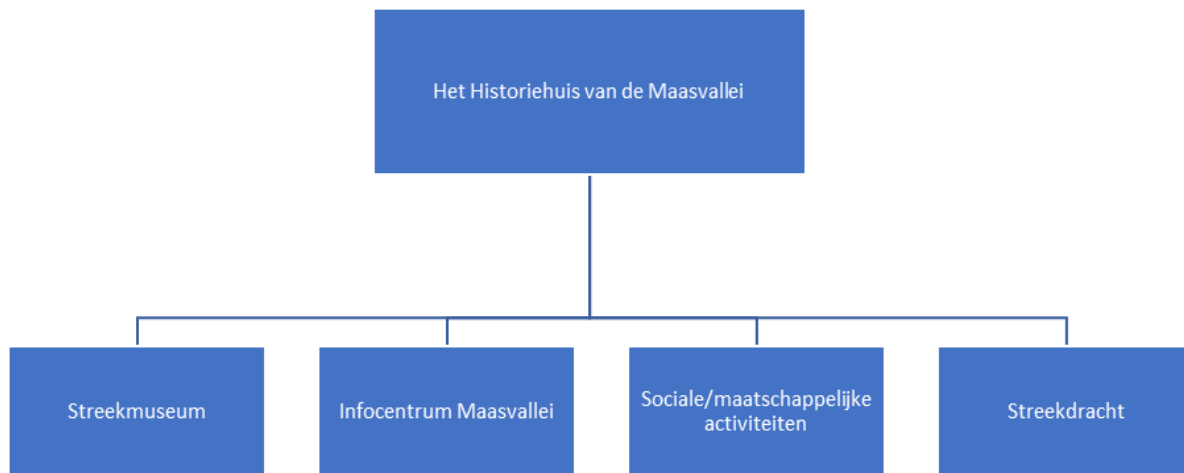 Het Historiehuis van de Maasvallei
Streekmuseum
Infocentrum Maasvallei
Sociale/maatschappelijke
activiteiten
Streekdracht